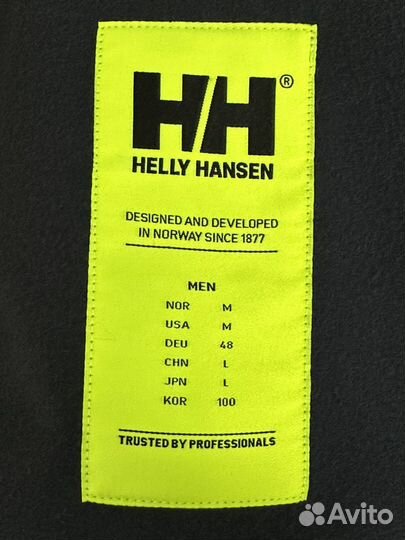 HH®
HELLY HANSEN
DESIGNED AND DEVELOPED
IN NORWAY SINCE 1877
MEN
NOR M
USA M
DEU 48
CHN L
JPN L
KOR 100
TRUSTED BY PROFESSIONALS
Avito